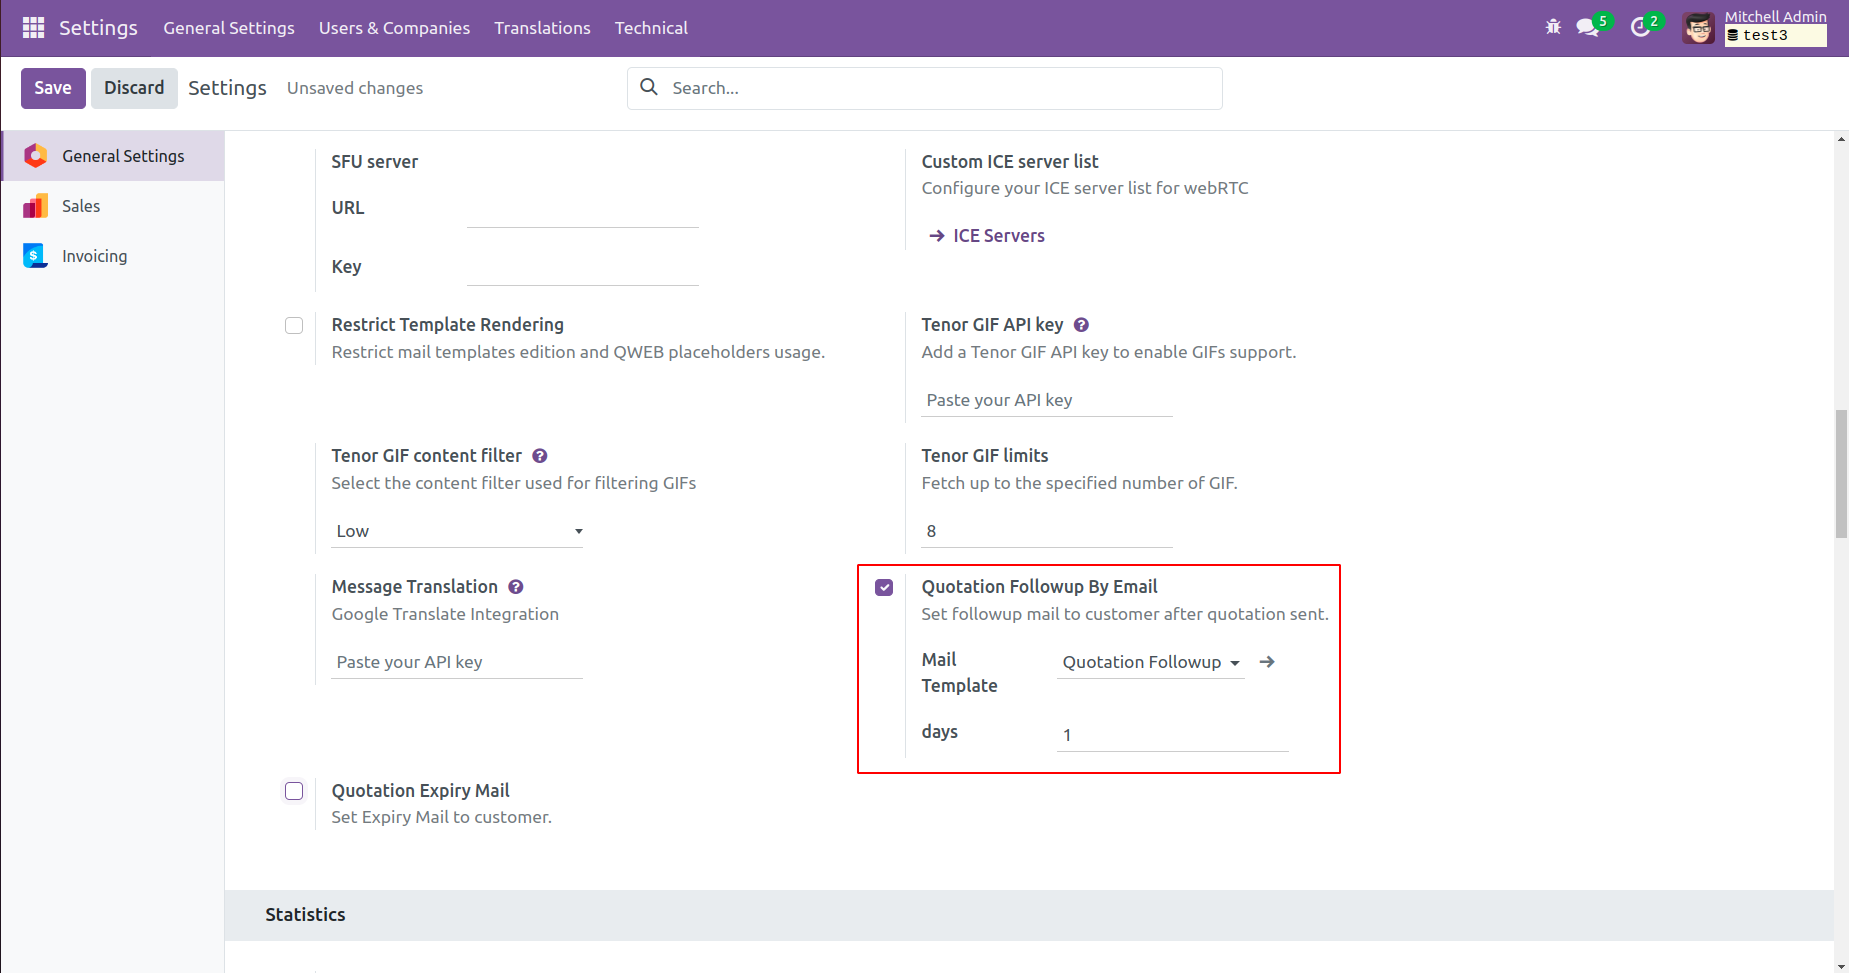 Settings General Settings Users & Companies Translations Technical 5 2 Mitchell Admin
test3
Save Discard Settings Unsaved changes Search...
General Settings
Sales
Invoicing
SFU server
URL
Key
Custom ICE server list
Configure your ICE server list for webRTC
ICE Servers
Restrict Template Rendering
Restrict mail templates edition and QWEB placeholders usage.
Tenor GIF API key ?
Add a Tenor GIF API key to enable GIFs support.
Paste your API key
Tenor GIF content filter ?
Select the content filter used for filtering GIFs
Low
Tenor GIF limits
Fetch up to the specified number of GIF.
8
Message Translation ?
Google Translate Integration
Paste your API key
Quotation Followup By Email
Set followup mail to customer after quotation sent.
Mail Template Quotation Followup
days 1
Quotation Expiry Mail
Set Expiry Mail to customer.
Statistics